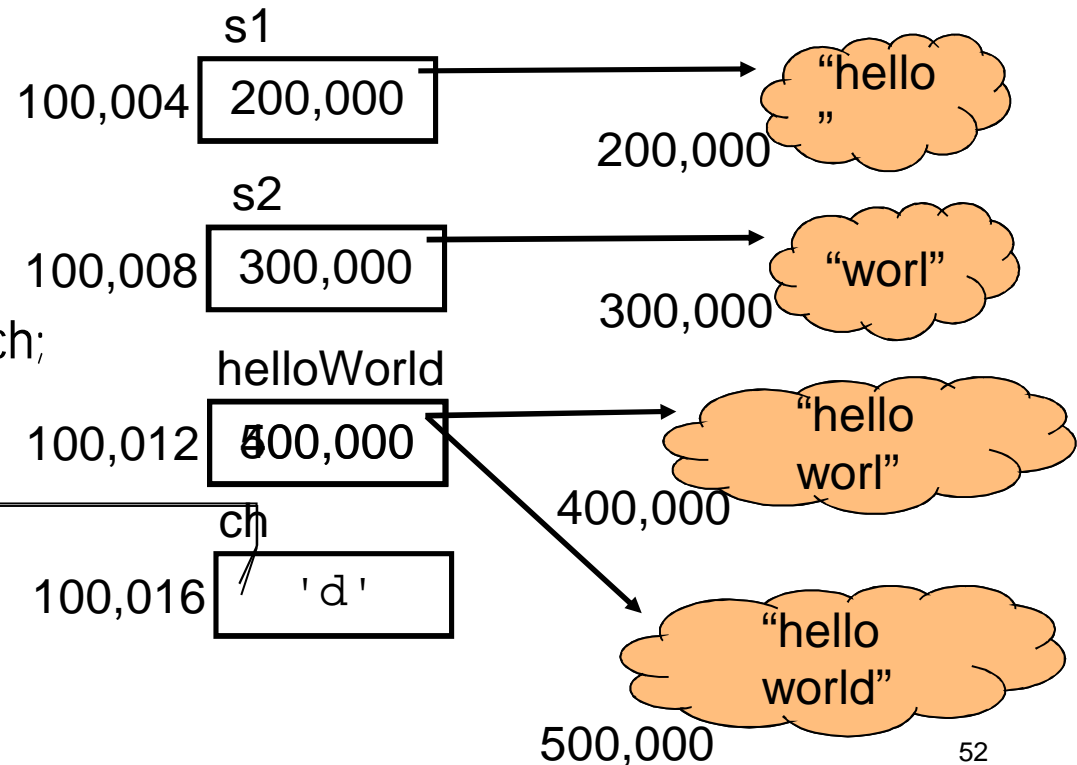 s1
100,004 200,000 “hello
”
200,000
s2
100,008 300,000 “worl”
300,000
ch;
helloWorld
100,012 “hello
worl”
400,000
ch
100,016 'd'
“hello
world”
500,000
52